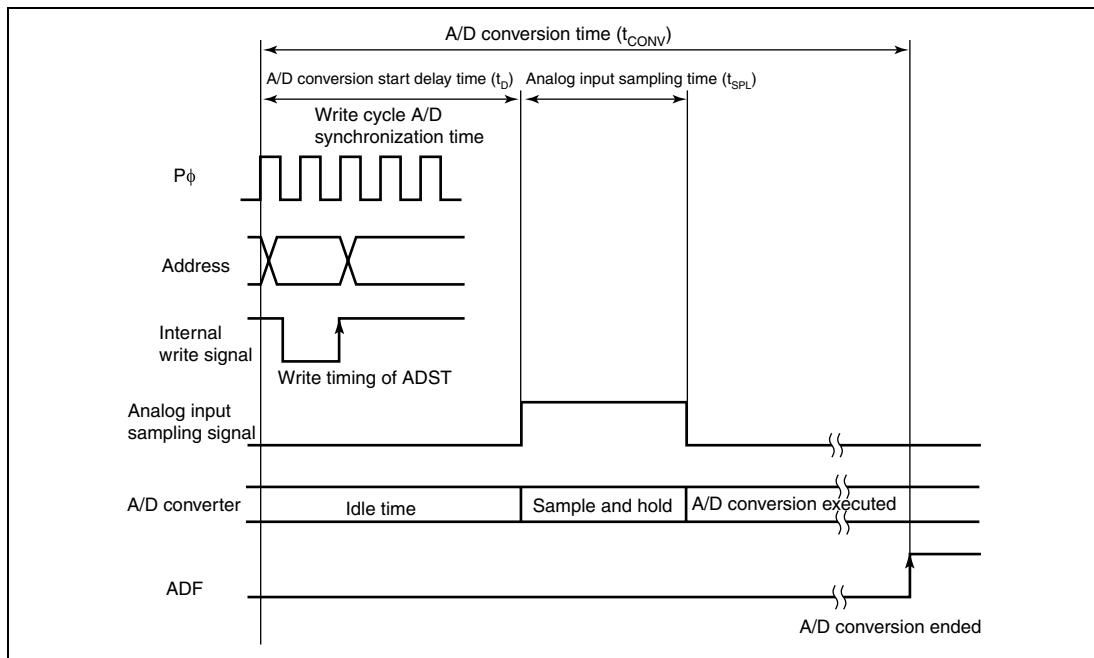 A/D conversion time (tCONV)
A/D conversion start delay time (tD)
Analog input sampling time (tSPL)
Write cycle A/D
synchronization time
Pϕ
Address
Internal
write signal
Write timing of ADST
Analog input
sampling signal
A/D converter
Idle time
Sample and hold
A/D conversion executed
ADF
A/D conversion ended